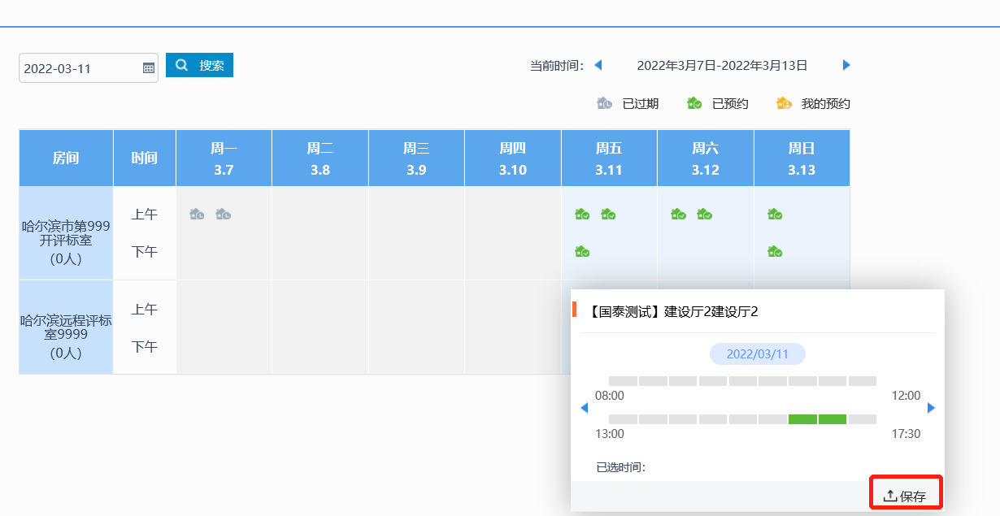 2022-03-11
搜索
当前时间：
2022年3月7日-2022年3月13日
已过期
已预约
我的预约
房间
时间
周一
3.7
周二
3.8
周三
3.9
周四
3.10
周五
3.11
周六
3.12
周日
3.13
哈尔滨市第999
开评标室
(0人)
上午
下午
哈尔滨远程评标
室9999
(0人)
上午
下午
【国泰测试】建设厅2建设厅2
2022/03/11
08:00
12:00
13:00
17:30
已选时间：
保存